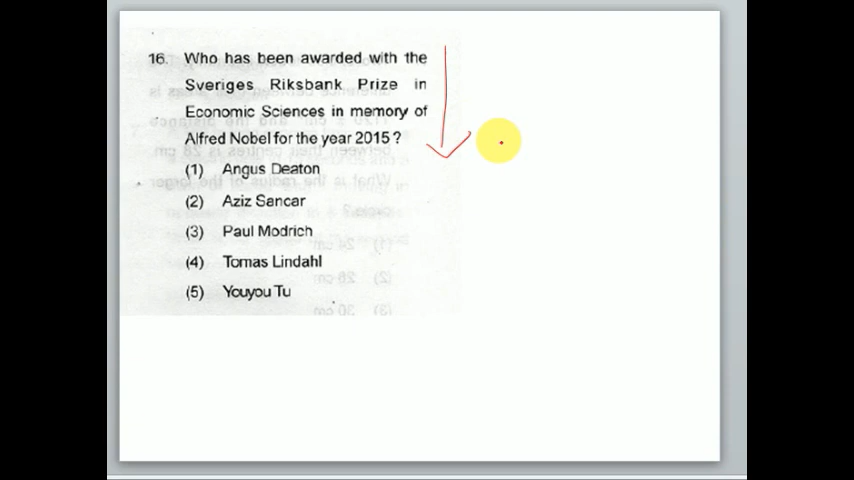 16. Who has been awarded with the
Sveriges Riksbank Prize in
Economic Sciences in memory of
Alfred Nobel for the year 2015 ?
(1) Angus Deaton
(2) Aziz Sancar
(3) Paul Modrich
(4) Tomas Lindahl
(5) Youyou Tu